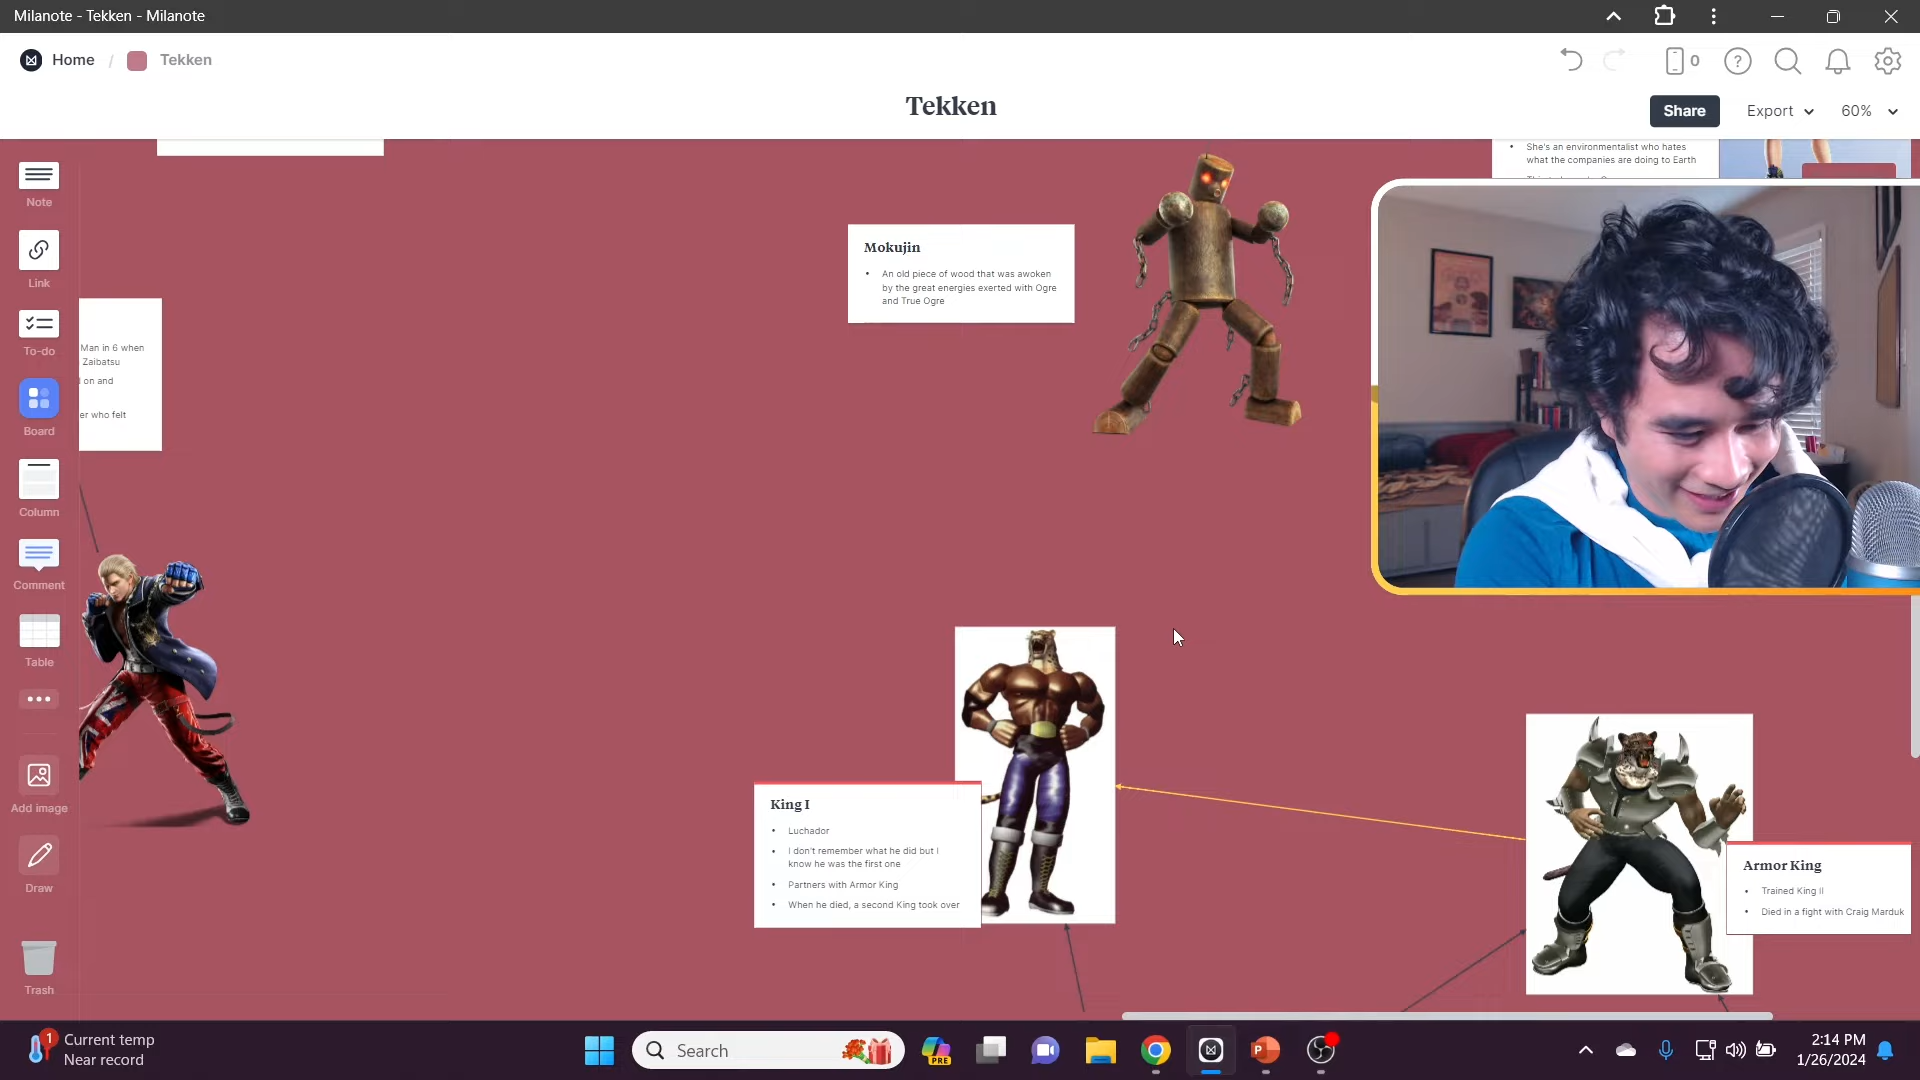 Milanote - Tekken - Milanote
Home / Tekken
0
Tekken
Share
Export
60%
Note
Link
To-do
Board
Column
Comment
Table
Add image
Draw
Trash
She's an environmentalist who hates
what the companies are doing to Earth
Mokujin
An old piece of wood that was awoken
by the great energies exerted with Ogre
and True Ogre
Man in 6 when
Zaibatsu
on and
er who felt
King I
Luchador
I don't remember what he did but I
know he was the first one
Partners with Armor King
When he died, a second King took over
Armor King
Trained King II
Died in a fight with Craig Marduk
1
Current temp
Near record
Search
PRE
2:14 PM
1/26/2024